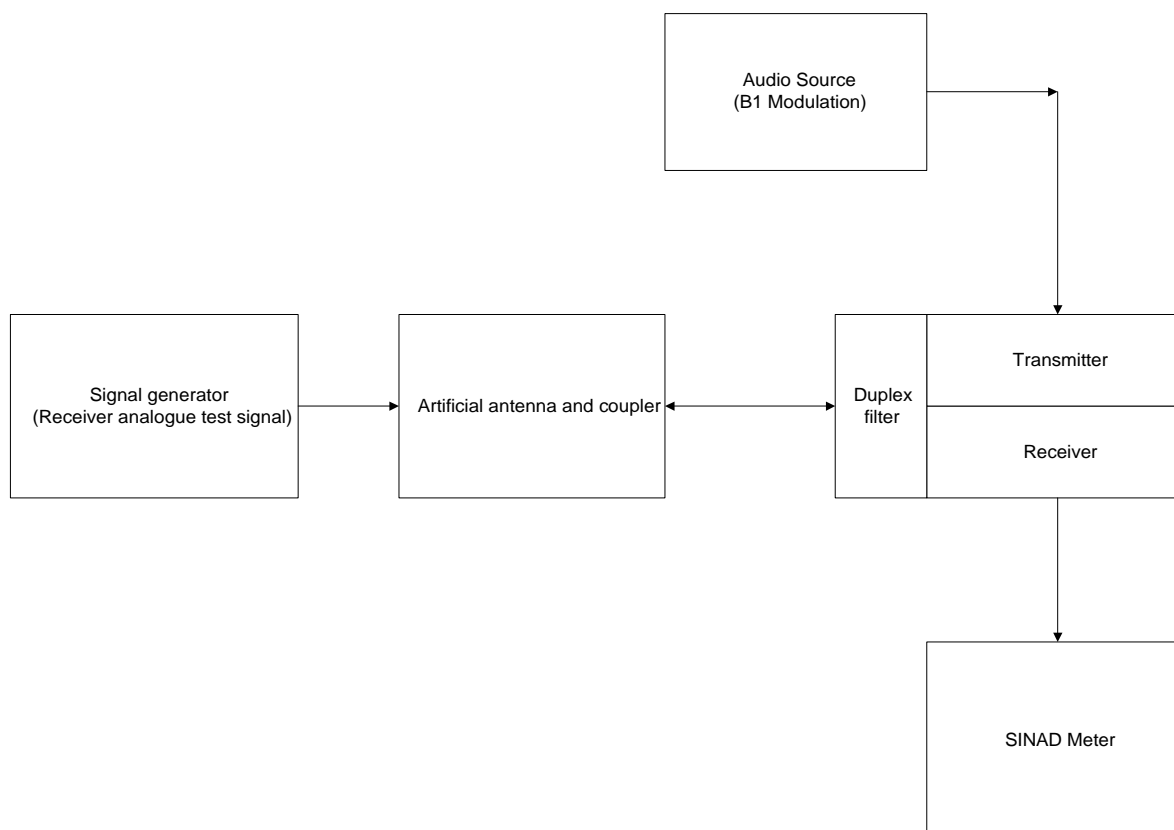 Audio Source
(B1 Modulation)
Signal generator
(Receiver analogue test signal)
Artificial antenna and coupler
Duplex
filter
Transmitter
Receiver
SINAD Meter